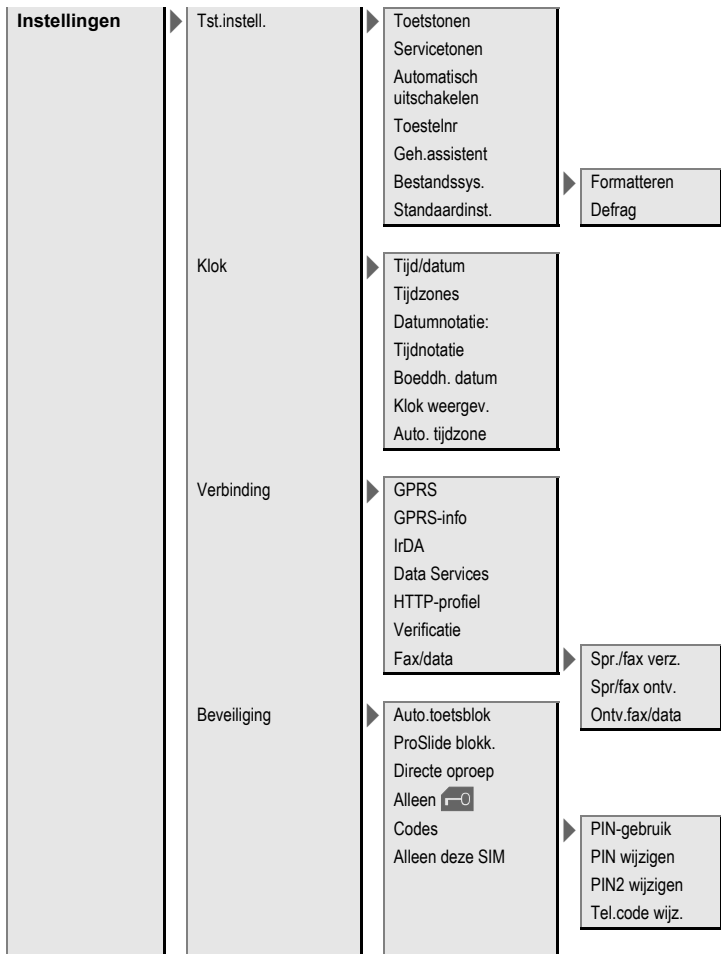 Instellingen
Tst.instell.
Toetstonen
Servicetonen
Automatisch
uitschakelen
Toestelnr
Geh.assistent
Bestandssys.
Formatteren
Standaardinst.
Defrag
Klok
Tijd/datum
Tijdzones
Datumnotatie:
Tijdnotatie
Boeddh. datum
Klok weergev.
Auto. tijdzone
Verbinding
GPRS
GPRS-info
IrDA
Data Services
HTTP-profiel
Verificatie
Fax/data
Spr./fax verz.
Spr/fax ontv.
Ontv.fax/data
Beveiliging
Auto.toetsblok
ProSlide blokk.
Directe oproep
Alleen
Codes
PIN-gebruik
Alleen deze SIM
PIN wijzigen
PIN2 wijzigen
Tel.code wijz.